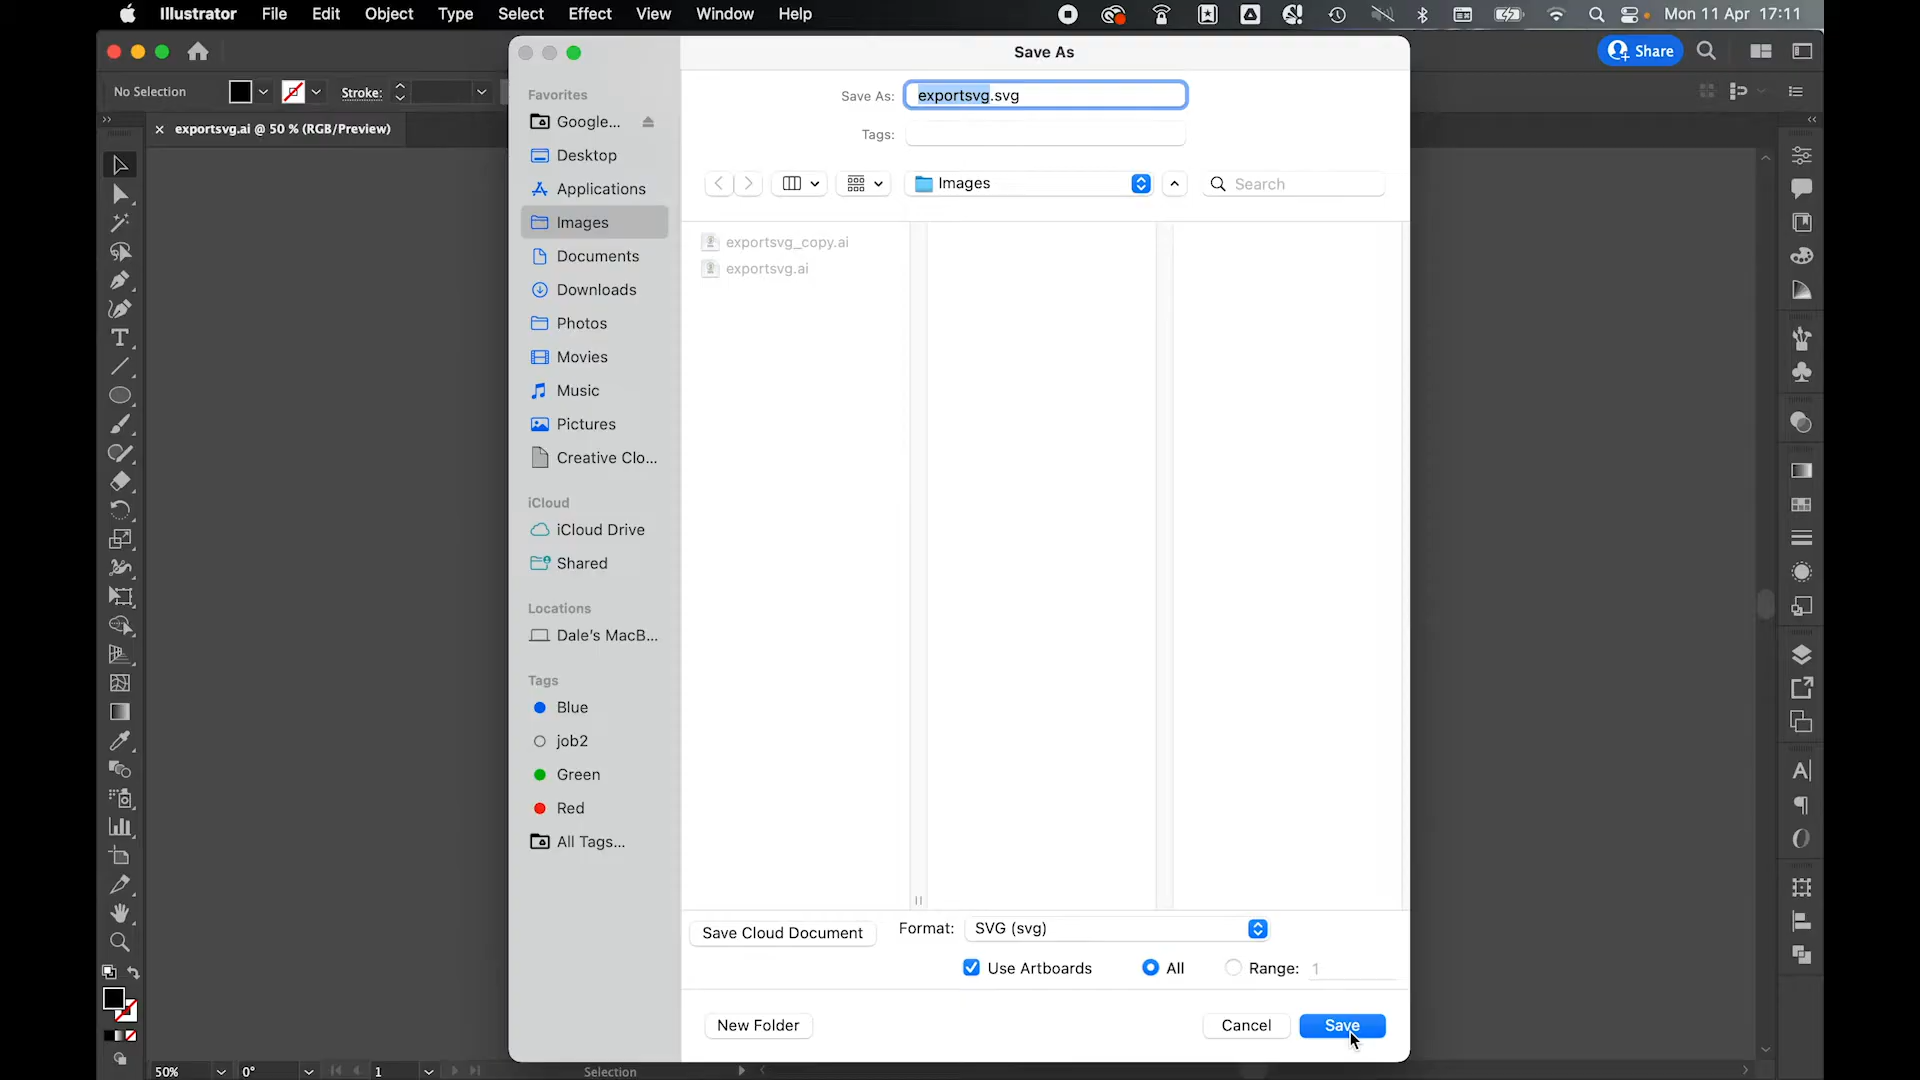 Illustrator File Edit Object Type Select Effect View Window Help Mon 11 Apr 17:11
Save As
Share
No Selection Stroke:
exportsvg.ai @ 50 % (RGB/Preview)
Save As: exportsvg.svg
Tags:
Images
Search
Favorites
Google...
Desktop
Applications
Images
Documents
Downloads
Photos
Movies
Music
Pictures
Creative Clo...
iCloud
iCloud Drive
Shared
Locations
Dale's MacB...
Tags
Blue
job2
Green
Red
All Tags...
exportsvg_copy.ai
exportsvg.ai
Save Cloud Document Format: SVG (svg)
Use Artboards All Range: 1
New Folder Cancel Save
50% 0° 1 Selection